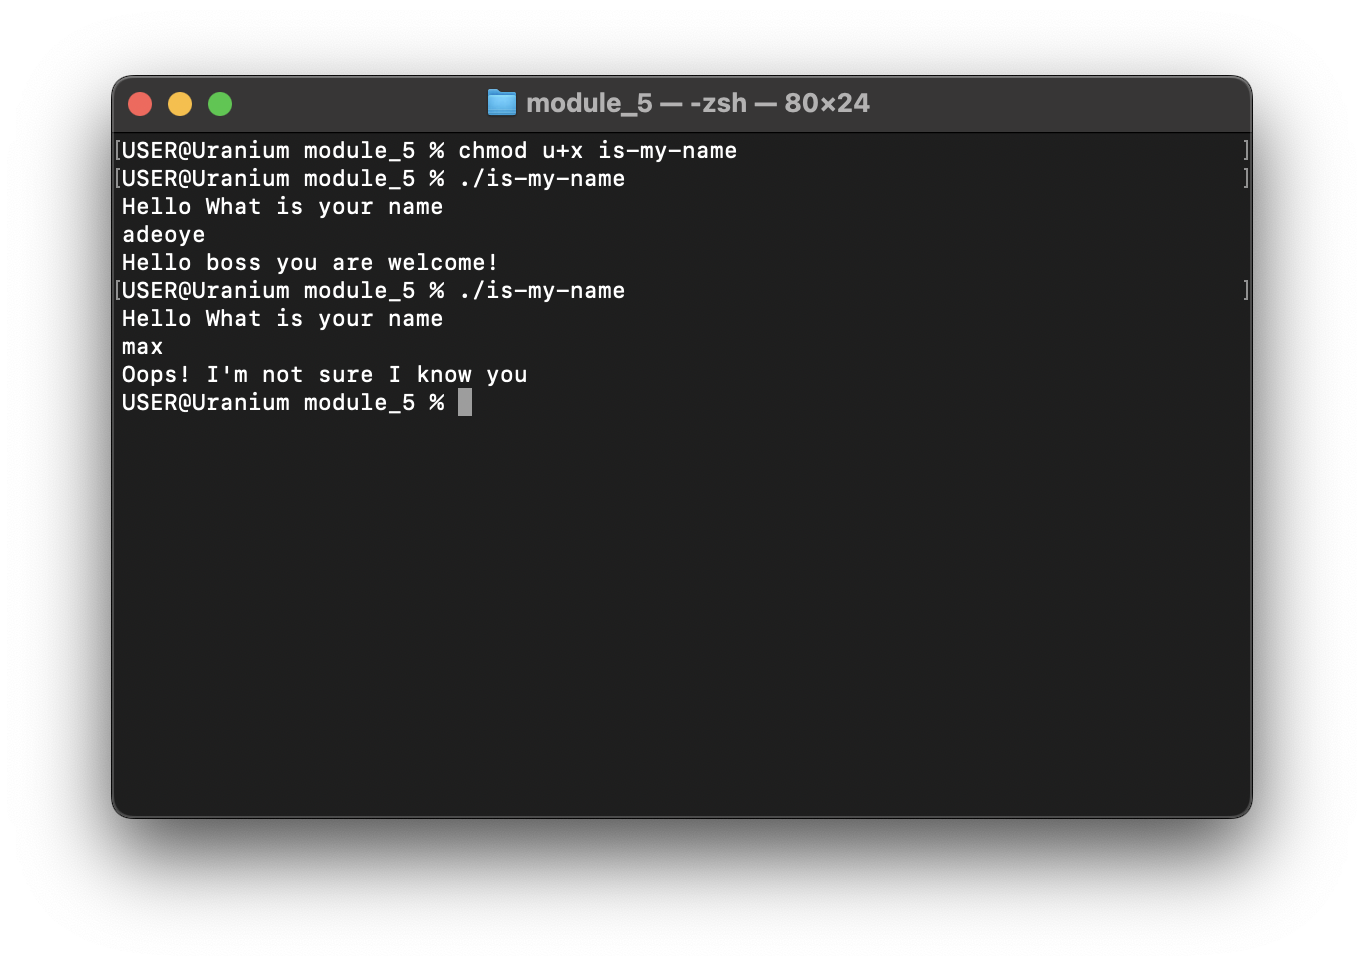 module_5 — -zsh — 80×24
[USER@Uranium module_5 % chmod u+x is-my-name ]
[USER@Uranium module_5 % ./is-my-name ]
Hello What is your name
adeoye
Hello boss you are welcome!
[USER@Uranium module_5 % ./is-my-name ]
Hello What is your name
max
Oops! I'm not sure I know you
USER@Uranium module_5 %